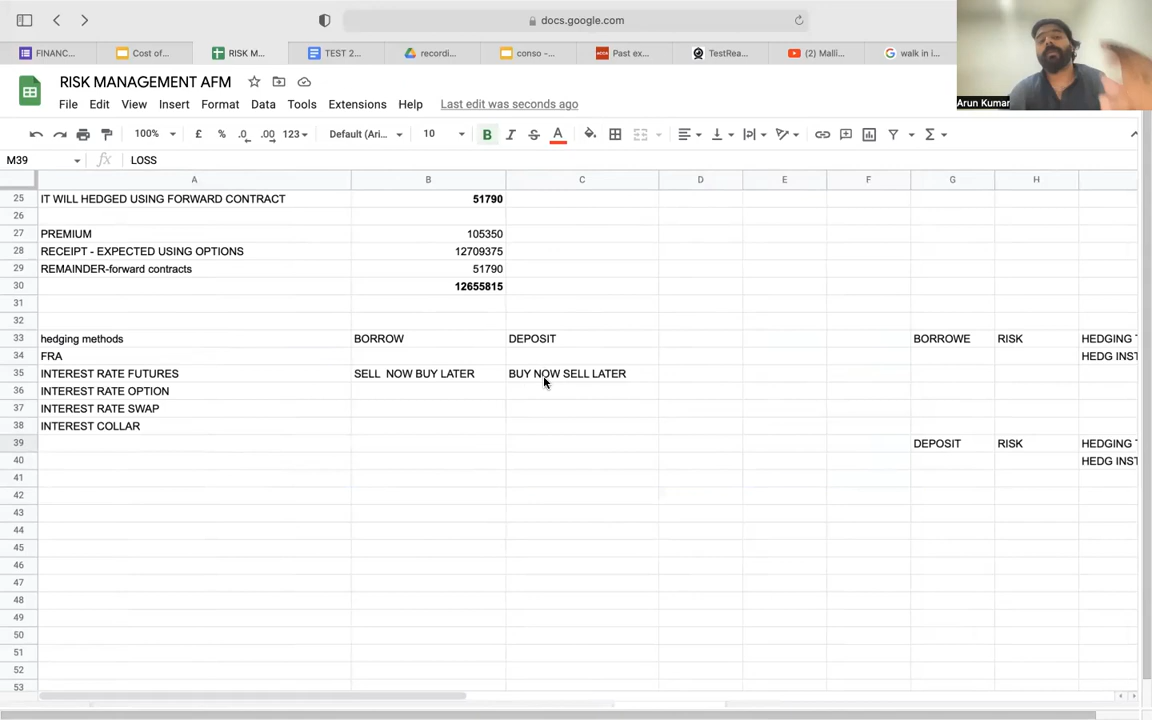 docs.google.com
FINANC... Cost of... RISK M... TEST 2... recordi... conso -... Past ex... TestRea... (2) Malli... walk in i...
RISK MANAGEMENT AFM
File Edit View Insert Format Data Tools Extensions Help Last edit was seconds ago
100% £ % .0 .00 123 Default (Ari... 10 B I A
M39 fx LOSS
A B C D E F G H
25 IT WILL HEDGED USING FORWARD CONTRACT 51790
26
27 PREMIUM 105350
28 RECEIPT - EXPECTED USING OPTIONS 12709375
29 REMAINDER-forward contracts 51790
30 12655815
31
32
33 hedging methods BORROW DEPOSIT BORROWE RISK HEDGING
34 FRA HEDG INST
35 INTEREST RATE FUTURES SELL NOW BUY LATER BUY NOW SELL LATER
36 INTEREST RATE OPTION
37 INTEREST RATE SWAP
38 INTEREST COLLAR
39 DEPOSIT RISK HEDGING
40 HEDG INST
41
42
43
44
45
46
47
48
49
50
51
52
53
Arun Kumar